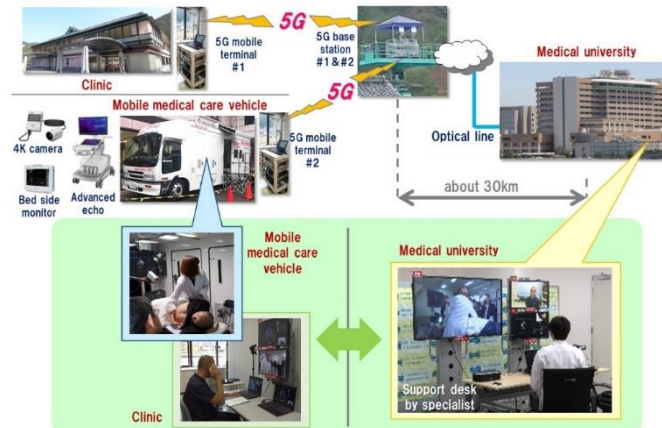 5G
5G mobile
terminal
#1
5G base
station
#1 & #2
Medical university
Clinic
Mobile medical care vehicle
5G
4K camera
5G mobile
terminal
#2
Optical line
Bed side
monitor
Advanced
echo
about 30km
Mobile
medical care
vehicle
Medical university
Clinic
Support desk
by specialist